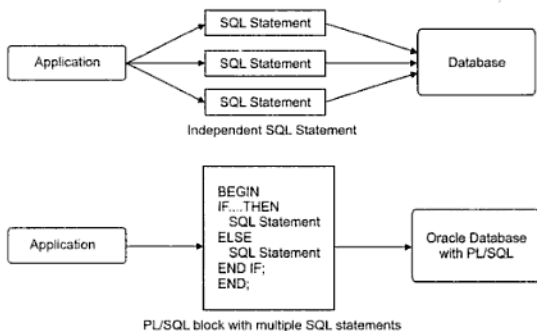 SQL Statement
Application
SQL Statement
Database
SQL Statement
Independent SQL Statement
BEGIN
IF....THEN
SQL Statement
ELSE
SQL Statement
END IF;
END;
Application
Oracle Database
with PL/SQL
PL/SQL block with multiple SQL statements